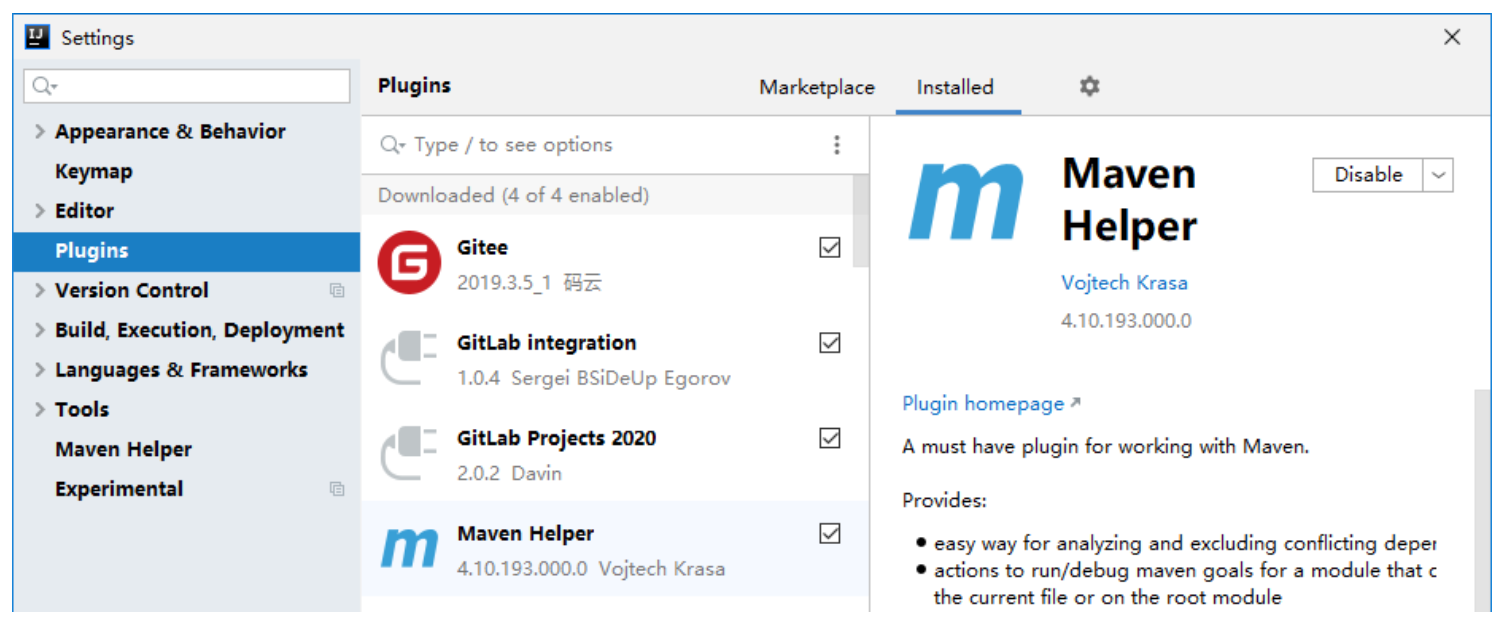 Settings
Plugins
Marketplace
Installed
Appearance & Behavior
Keymap
Editor
Plugins
Version Control
Build, Execution, Deployment
Languages & Frameworks
Tools
Maven Helper
Experimental
Type / to see options
Downloaded (4 of 4 enabled)
Gitee
2019.3.5_1 码云
GitLab integration
1.0.4 Sergei BSiDeUp Egorov
GitLab Projects 2020
2.0.2 Davin
Maven Helper
4.10.193.000.0 Vojtech Krasa
Maven
Helper
Disable
Vojtech Krasa
4.10.193.000.0
Plugin homepage
A must have plugin for working with Maven.
Provides:
easy way for analyzing and excluding conflicting
actions to run/debug maven goals for a module that
the current file or on the root module